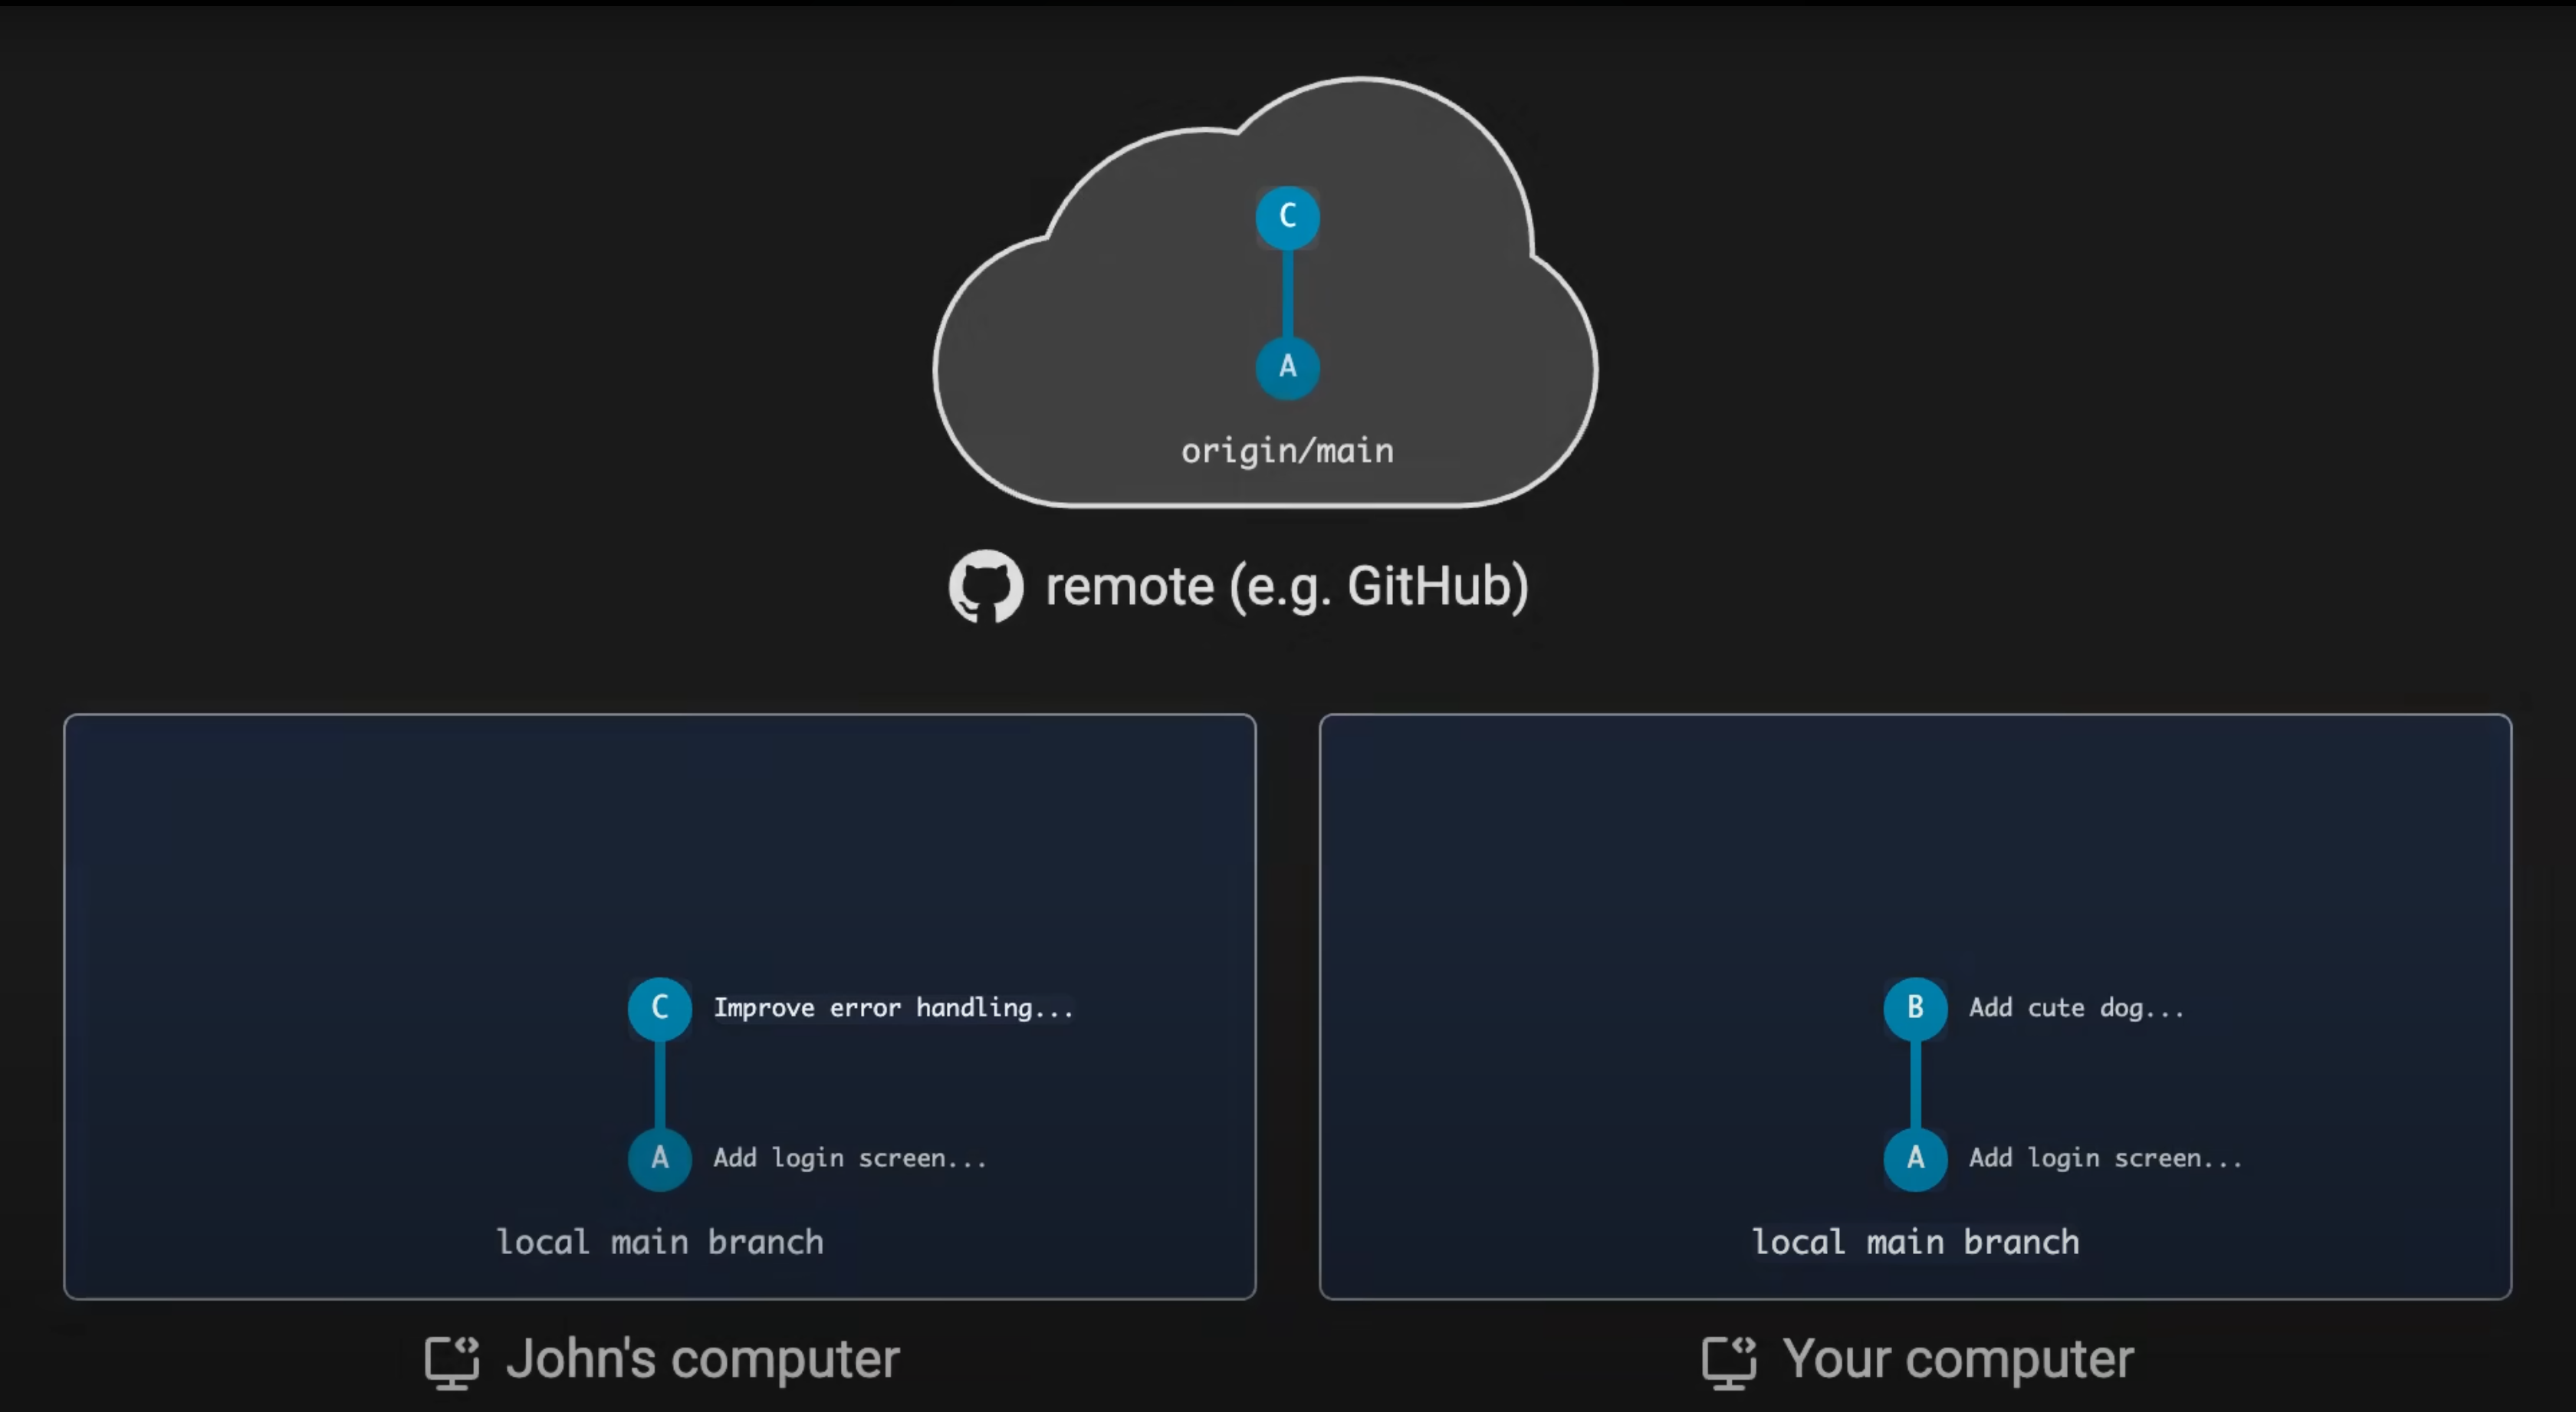 C
A
origin/main
remote (e.g. GitHub)
C Improve error handling...
A Add login screen...
local main branch
John's computer
B Add cute dog...
A Add login screen...
local main branch
Your computer